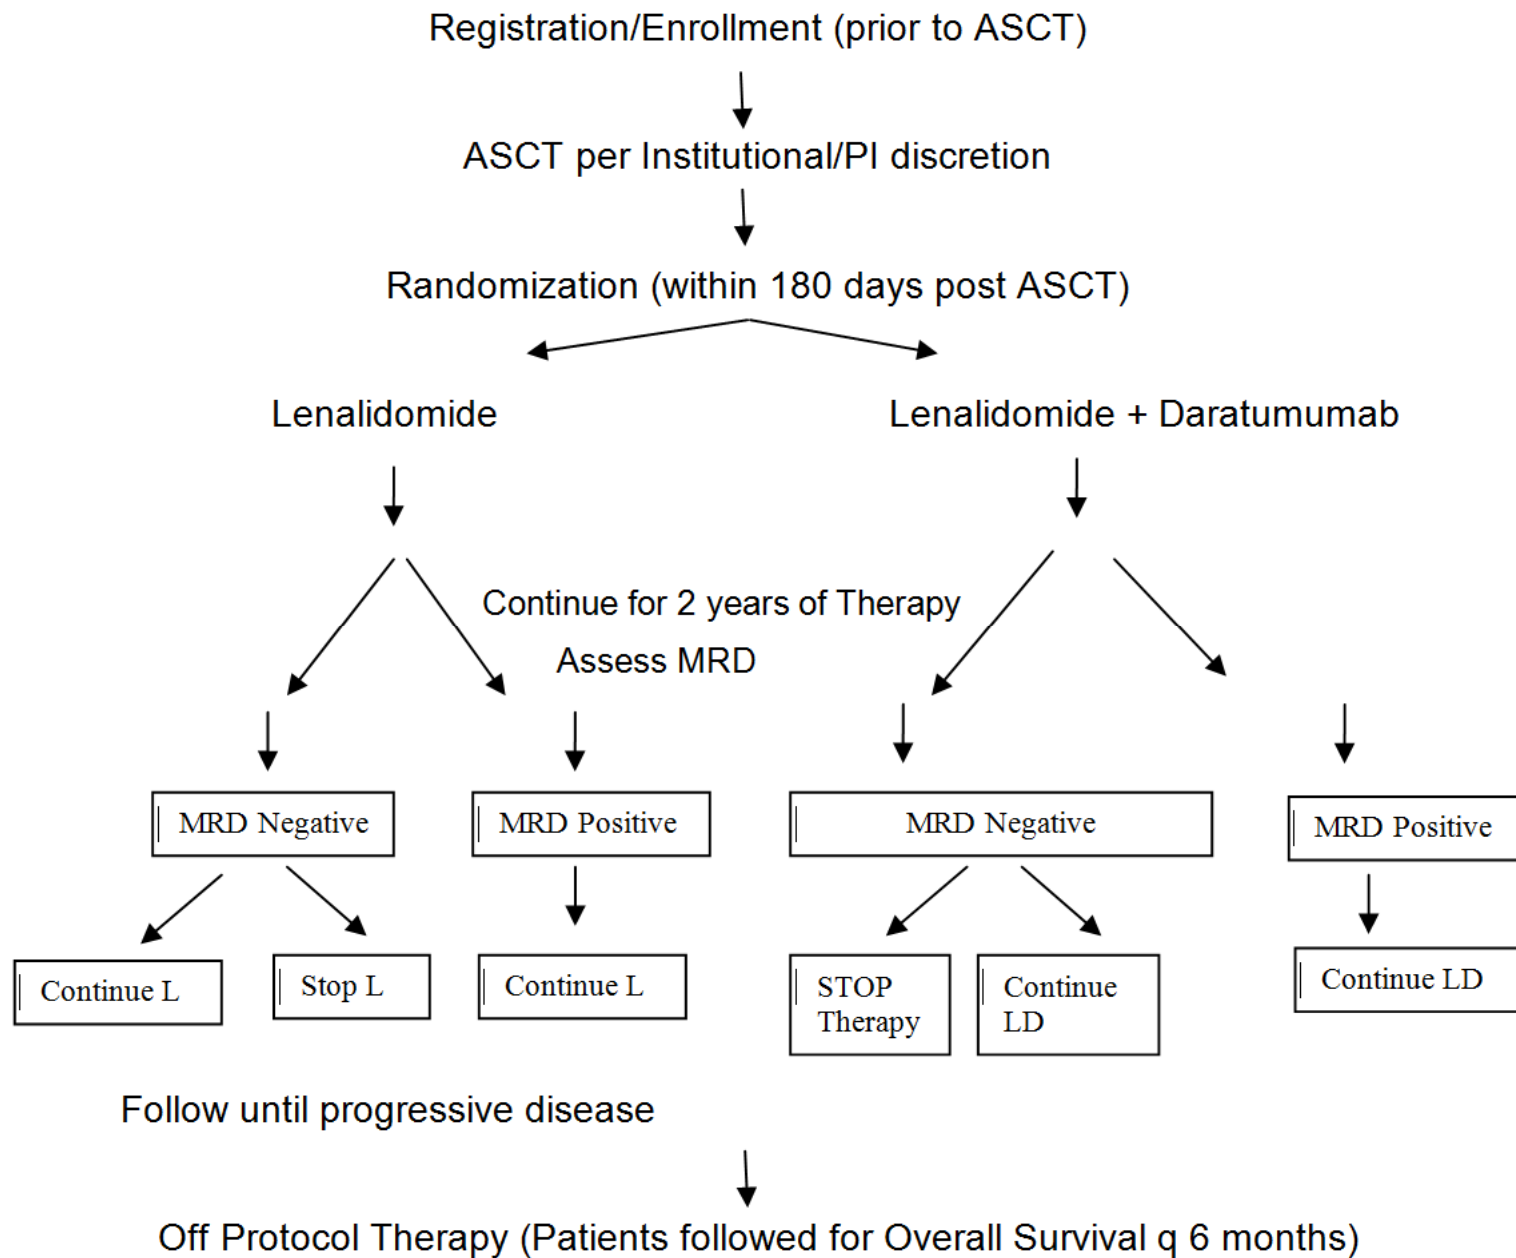 Registration/Enrollment (prior to ASCT)
ASCT per Institutional/PI discretion
Randomization (within 180 days post ASCT)
Lenalidomide
Lenalidomide + Daratumumab
Continue for 2 years of Therapy
Assess MRD
MRD Negative
MRD Positive
MRD Negative
MRD Positive
Continue L
Stop L
Continue L
STOP
Therapy
Continue
LD
Continue LD
Follow until progressive disease
Off Protocol Therapy (Patients followed for Overall Survival q 6 months)